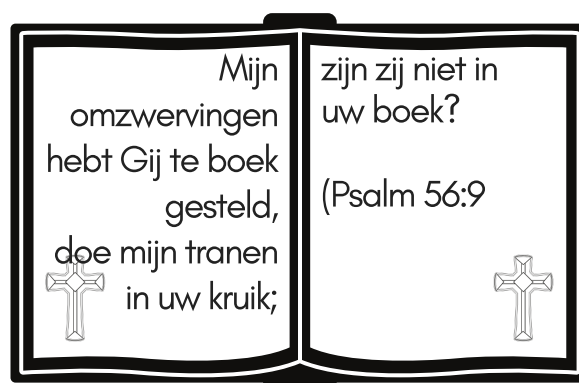 Mijn
omzwervingen
hebt Gij te boek
gesteld,
doe mijn tranen
in uw kruik;
zijn zij niet in
uw boek?
(Psalm 56:9